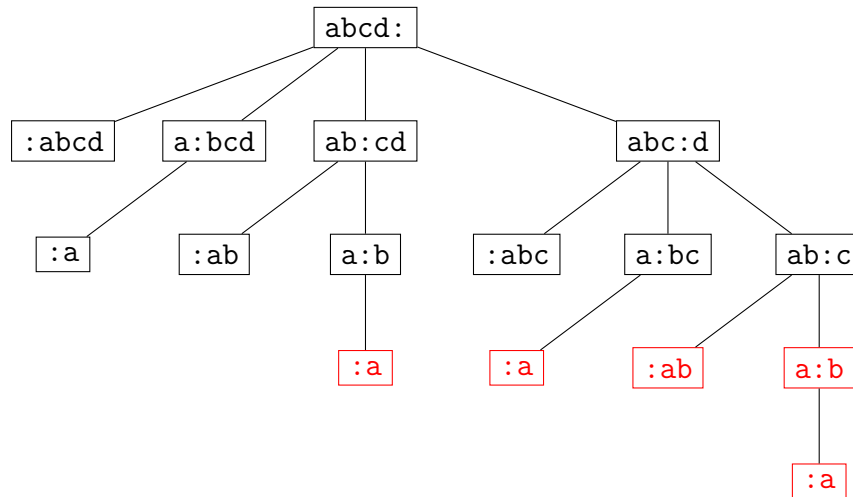 abcd:
:abcd a:bcd ab:cd abc:d
:a :ab a:b :abc a:bc ab:c
:a :a :ab a:b
:a